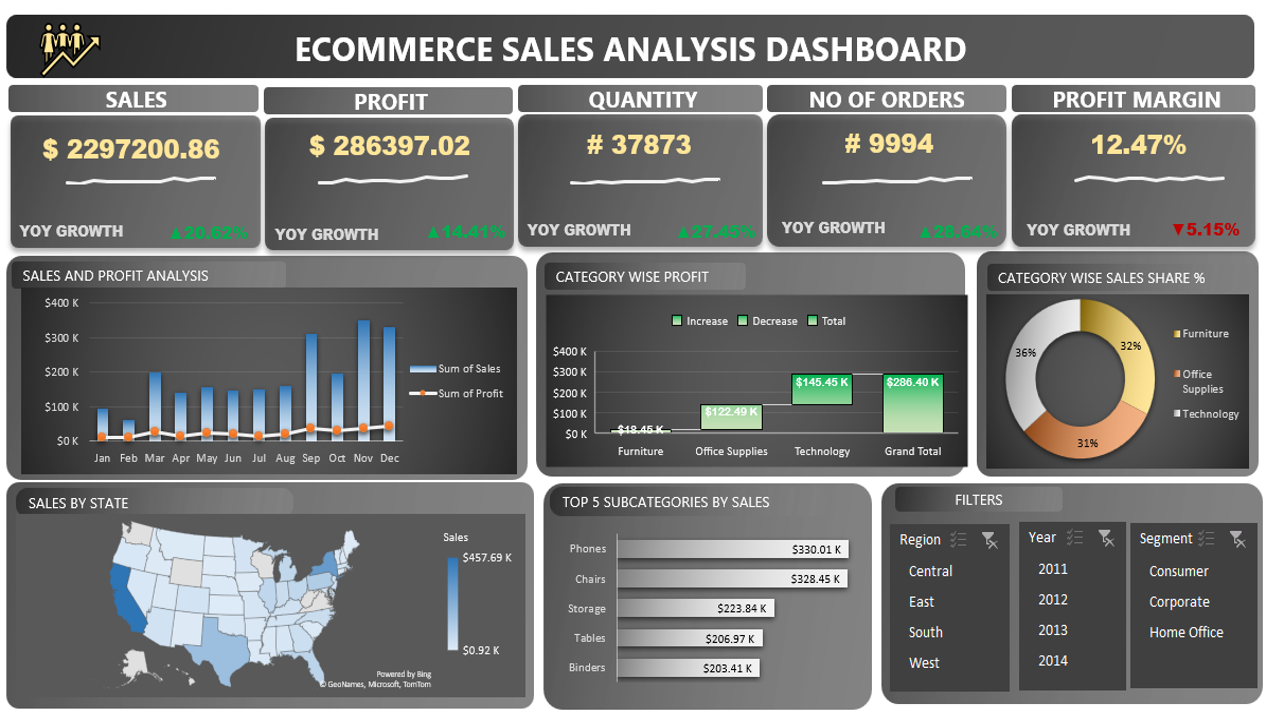 ECOMMERCE SALES ANALYSIS DASHBOARD
SALES
$ 2297200.86
YOY GROWTH ▲20.62%
PROFIT
$ 286397.02
YOY GROWTH ▲14.41%
QUANTITY
# 37873
YOY GROWTH ▲27.45%
NO OF ORDERS
# 9994
YOY GROWTH ▲28.64%
PROFIT MARGIN
12.47%
YOY GROWTH ▼5.15%
SALES AND PROFIT ANALYSIS
$400 K
$300 K
$200 K
$100 K
$0 K
Jan Feb Mar Apr May Jun Jul Aug Sep Oct Nov Dec
Sum of Sales
Sum of Profit
CATEGORY WISE PROFIT
Increase Decrease Total
$400 K
$300 K
$200 K
$100 K
$0 K
$18.45 K
$122.49 K
$145.45 K
$286.40 K
Furniture Office Supplies Technology Grand Total
CATEGORY WISE SALES SHARE %
32%
31%
36%
Furniture
Office
Supplies
Technology
SALES BY STATE
Sales
$457.69 K
$0.92 K
Powered by Bing
© GeoNames, Microsoft, TomTom
TOP 5 SUBCATEGORIES BY SALES
Phones $330.01 K
Chairs $328.45 K
Storage $223.84 K
Tables $206.97 K
Binders $203.41 K
FILTERS
Region
Central
East
South
West
Year
2011
2012
2013
2014
Segment
Consumer
Corporate
Home Office